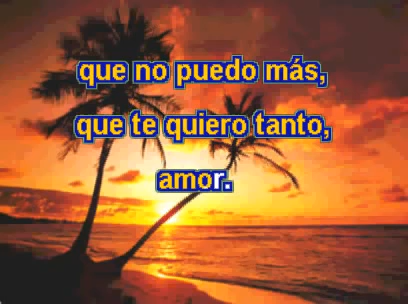 que no puedo más,
que te quiero tanto,
amor.